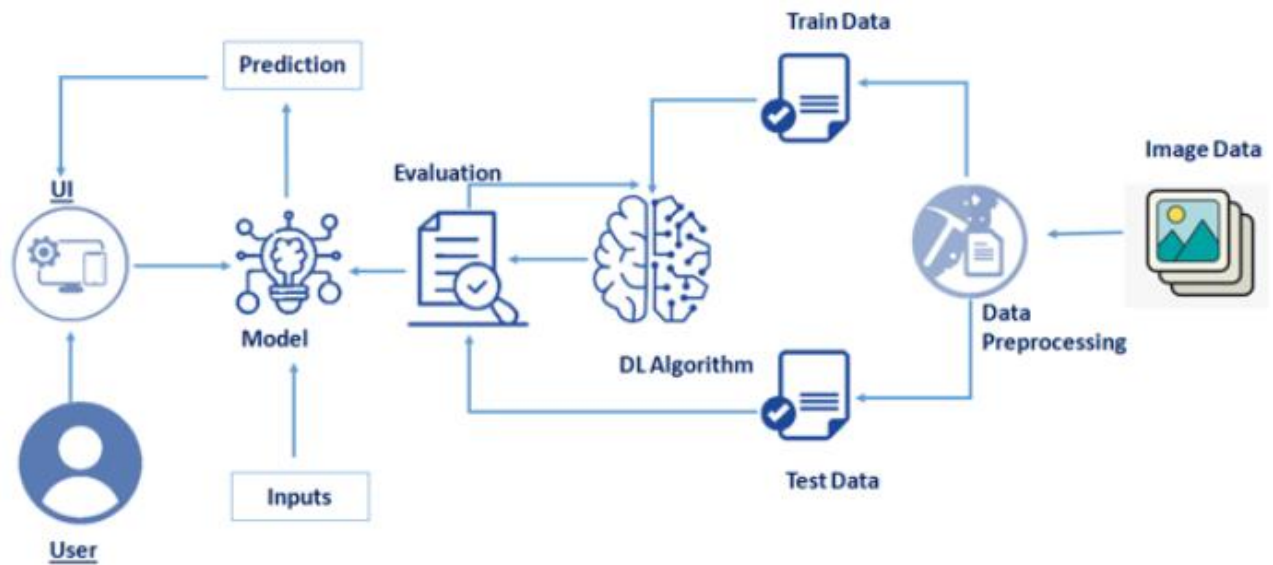 Train Data
Prediction
Image Data
Evaluation
UI
Data
Preprocessing
Model
DL Algorithm
Test Data
Inputs
User